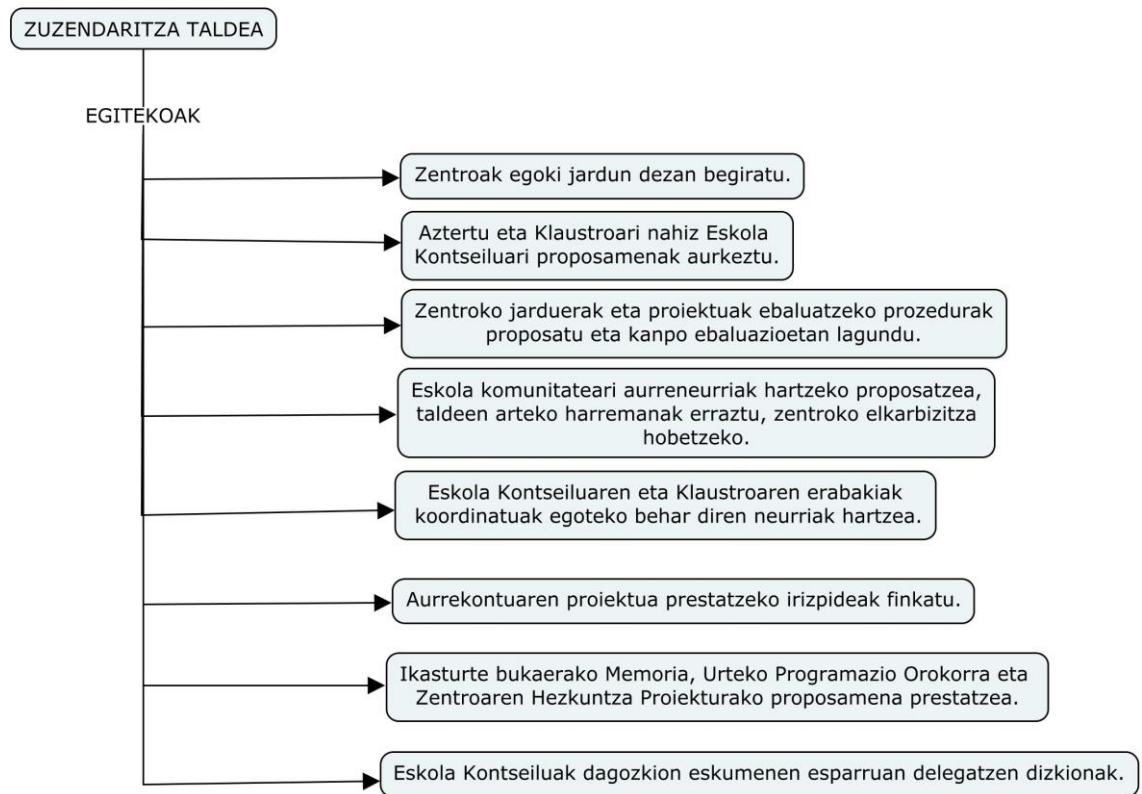 ZUZENDARITZA TALDEA
EGITEKOAK
Zentroak egoki jardun dezan begiratu.
Aztertu eta Klaustroari nahiz Eskola
Kontseiluari proposamenak aurkeztu.
Zentroko jarduerak eta proiektuak ebaluatzeko prozedurak
proposatu eta kanpo ebaluazioetan lagundu.
Eskola komunitateari aurreneurriak hartzeko proposatzea,
taldeen arteko harremanak erraztu, zentroko elkarbizitza
hobetzeko.
Eskola Kontseiluaren eta Klaustroaren erabakiak
koordinatuak egoteko behar diren neurriak hartzea.
Aurrekontuaren proiektua prestatzeko irizpideak finkatu.
Ikasturte bukaerako Memoria, Urteko Programazio Orokorra eta
Zentroaren Hezkuntza Proiekturako proposamena prestatzea.
Eskola Kontseiluak dagozkion eskumenen esparruan delegatzen dizkionak.